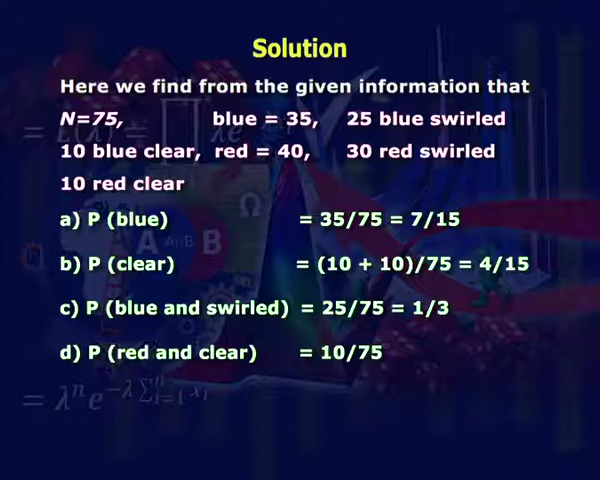 Solution
Here we find from the given information that
N=75, blue = 35, 25 blue swirled
10 blue clear, red = 40, 30 red swirled
10 red clear
a) P (blue) = 35/75 = 7/15
b) P (clear) = (10 + 10)/75 = 4/15
c) P (blue and swirled) = 25/75 = 1/3
d) P (red and clear) = 10/75